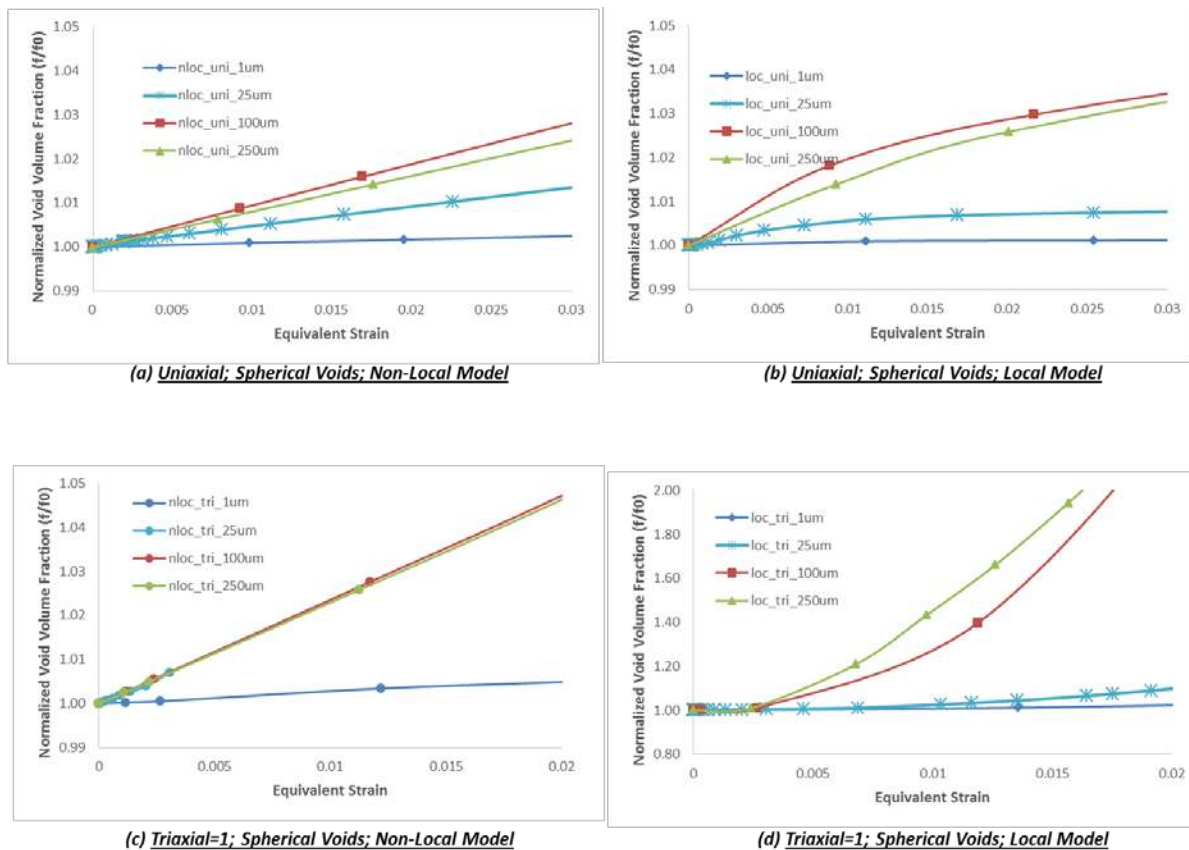 Normalized Void Volume Fraction (f/f0)
1.05
1.04
1.03
1.02
1.01
1.00
0.99
nloc_uni_1um
nloc_uni_25um
nloc_uni_100um
nloc_uni_250um
0 0.005 0.01 0.015 0.02 0.025 0.03
Equivalent Strain
(a) Uniaxial; Spherical Voids; Non-Local Model
Normalized Void Volume Fraction (f/f0)
1.05
1.04
1.03
1.02
1.01
1.00
0.99
loc_uni_1um
loc_uni_25um
loc_uni_100um
loc_uni_250um
0 0.005 0.01 0.015 0.02 0.025 0.03
Equivalent Strain
(b) Uniaxial; Spherical Voids; Local Model
Normalized Void Volume Fraction (f/f0)
1.05
1.04
1.03
1.02
1.01
1.00
0.99
nloc_tri_1um
nloc_tri_25um
nloc_tri_100um
nloc_tri_250um
0 0.005 0.01 0.015 0.02
Equivalent Strain
(c) Triaxial=1; Spherical Voids; Non-Local Model
Normalized Void Volume Fraction (f/f0)
2.00
1.80
1.60
1.40
1.20
1.00
0.80
loc_tri_1um
loc_tri_25um
loc_tri_100um
loc_tri_250um
0 0.005 0.01 0.015 0.02
Equivalent Strain
(d) Triaxial=1; Spherical Voids; Local Model